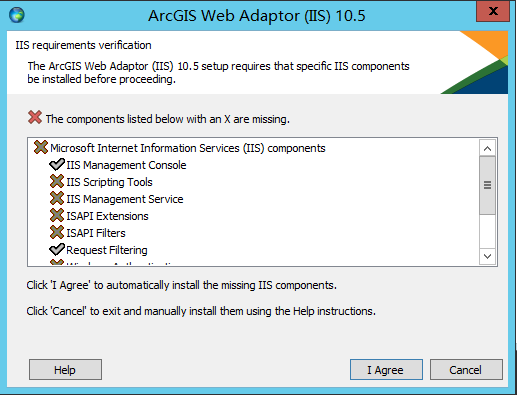 ArcGIS Web Adaptor (IIS) 10.5
IIS requirements verification
The ArcGIS Web Adaptor (IIS) 10.5 setup requires that specific IIS components
be installed before proceeding.
The components listed below with an X are missing.
Microsoft Internet Information Services (IIS) components
IIS Management Console
IIS Scripting Tools
IIS Management Service
ISAPI Extensions
ISAPI Filters
Request Filtering
Click 'I Agree' to automatically install the missing IIS components.
Click 'Cancel' to exit and manually install them using the Help instructions.
Help
I Agree
Cancel